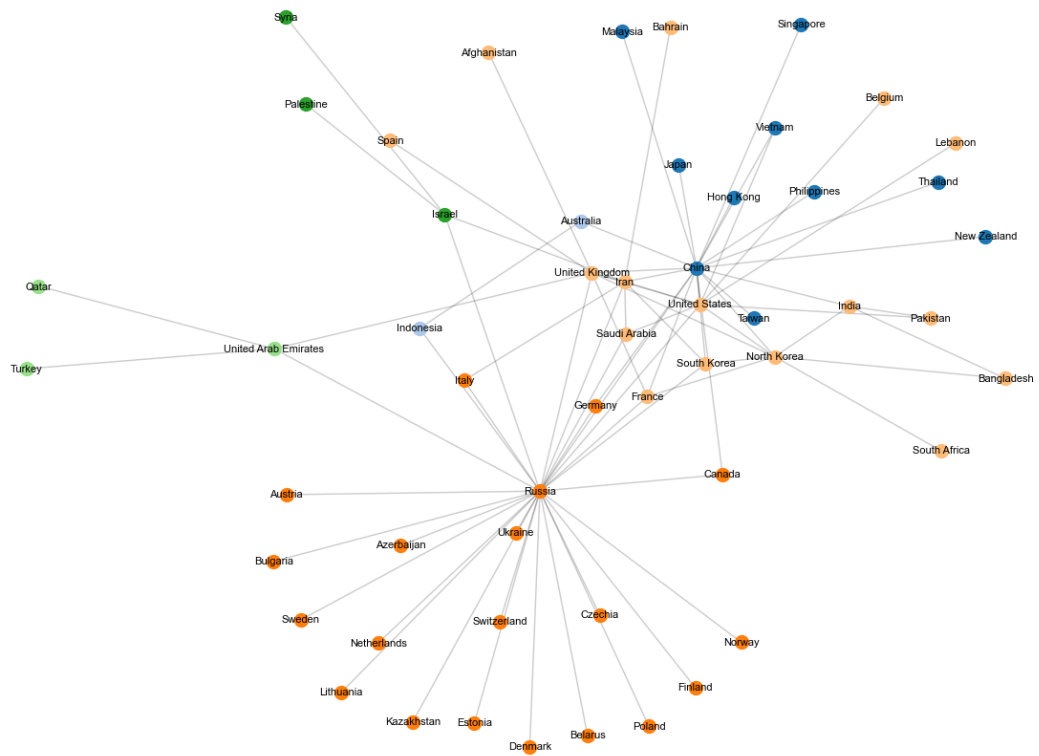 Syria
Malaysia
Bahrain
Singapore
Afghanistan
Palestine
Belgium
Spain
Vietnam
Lebanon
Japan
Thailand
Hong Kong
Philippines
Israel
Australia
New Zealand
United Kingdom
China
Iran
Qatar
United States
India
Taiwan
Pakistan
Indonesia
Saudi Arabia
United Arab Emirates
North Korea
South Korea
Turkey
Italy
Bangladesh
France
Germany
South Africa
Canada
Austria
Russia
Ukraine
Azerbaijan
Bulgaria
Sweden
Switzerland
Czechia
Netherlands
Norway
Lithuania
Finland
Kazakhstan
Estonia
Poland
Belarus
Denmark